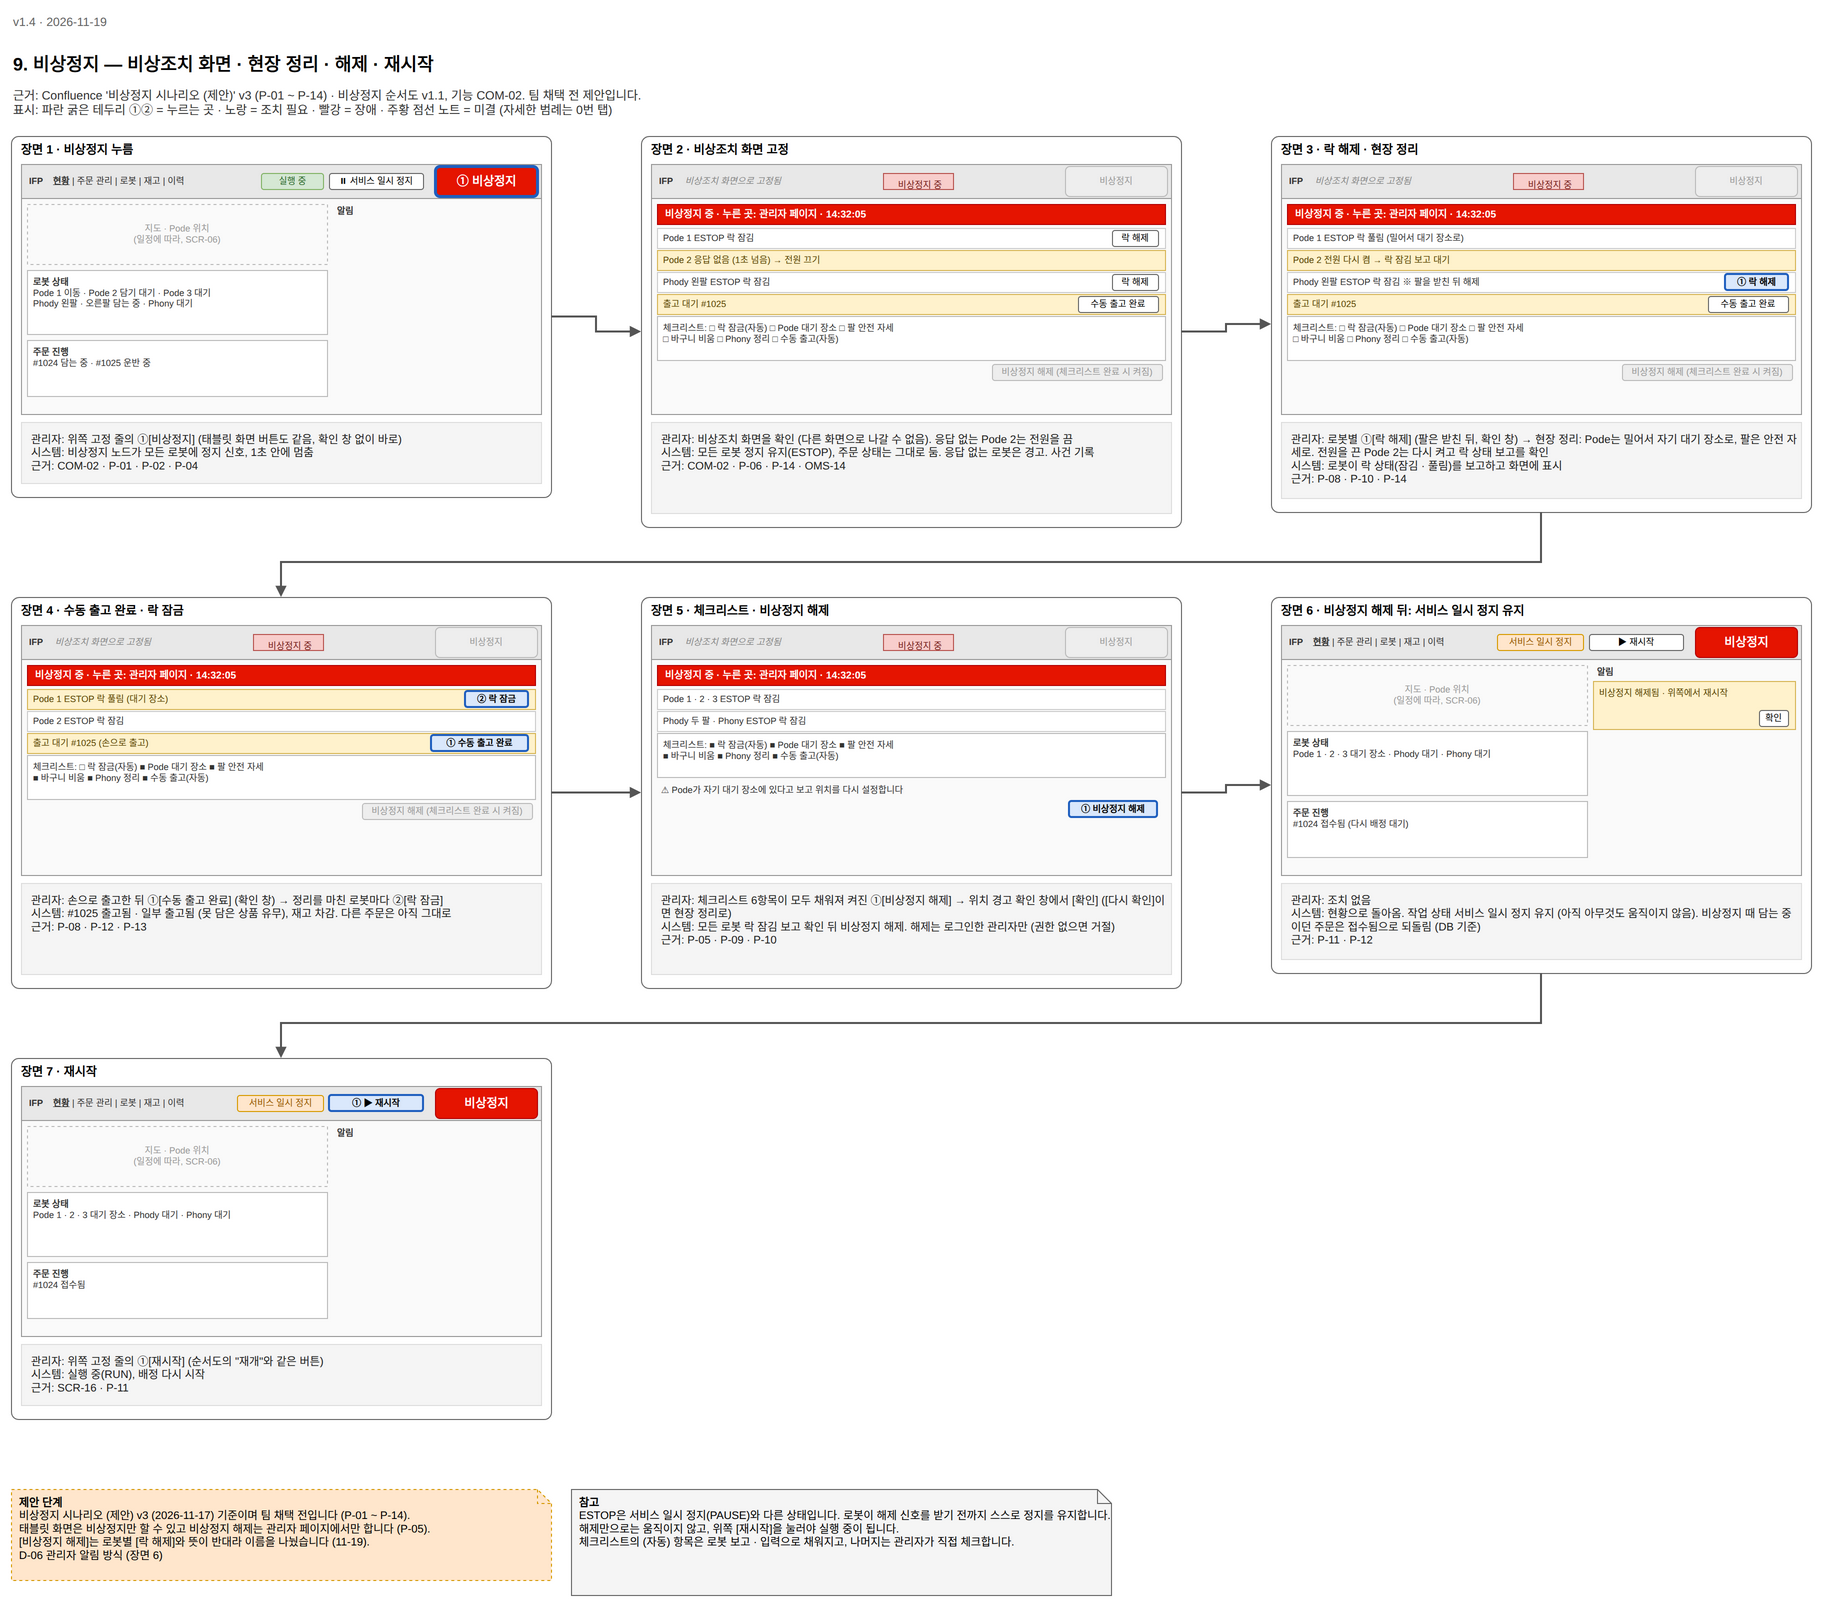 v1.4 · 2026-11-19
9. 비상정지 — 비상조치 화면 · 현장 정리 · 해제 · 재시작
근거: Confluence '비상정지 시나리오 (제안)' v3 (P-01 ~ P-14) · 비상정지 순서도 v1.1, 기능 COM-02. 팀 채택 전 제안입니다.
표시: 파란 굵은 테두리 ①② = 누르는 곳 · 노랑 = 조치 필요 · 빨강 = 장애 · 주황 점선 노트 = 미결 (자세한 범례는 0번 탭)
장면 1 · 비상정지 누름
IFP 현황 | 주문 관리 | 로봇 | 재고 | 이력 실행 중 ⏸ 서비스 일시 정지 ① 비상정지
지도 · Pode 위치
(일정에 따라, SCR-06)
알림
로봇 상태
Pode 1 이동 · Pode 2 담기 대기 · Pode 3 대기
Phody 왼팔 · 오른팔 담는 중 · Phony 대기
주문 진행
#1024 담는 중 · #1025 운반 중
관리자: 위쪽 고정 줄의 ①[비상정지] (태블릿 화면 버튼도 같음, 확인 창 없이 바로)
시스템: 비상정지 노드가 모든 로봇에 정지 신호, 1초 안에 멈춤
근거: COM-02 · P-01 · P-02 · P-04
장면 2 · 비상조치 화면 고정
IFP 비상조치 화면으로 고정됨 비상정지 중 비상정지
비상정지 중 · 누른 곳: 관리자 페이지 · 14:32:05
Pode 1 ESTOP 락 잠김 락 해제
Pode 2 응답 없음 (1초 넘음) → 전원 끄기
Phody 왼팔 ESTOP 락 잠김 락 해제
출고 대기 #1025 수동 출고 완료
체크리스트: □ 락 잠금(자동) □ Pode 대기 장소 □ 팔 안전 자세
□ 바구니 비움 □ Phony 정리 □ 수동 출고(자동)
비상정지 해제 (체크리스트 완료 시 켜짐)
관리자: 비상조치 화면을 확인 (다른 화면으로 나갈 수 없음). 응답 없는 Pode 2는 전원을 끔
시스템: 모든 로봇 정지 유지(ESTOP), 주문 상태는 그대로 둠. 응답 없는 로봇은 경고. 사건 기록
근거: COM-02 · P-06 · P-14 · OMS-14
장면 3 · 락 해제 · 현장 정리
IFP 비상조치 화면으로 고정됨 비상정지 중 비상정지
비상정지 중 · 누른 곳: 관리자 페이지 · 14:32:05
Pode 1 ESTOP 락 풀림 (밀어서 대기 장소로)
Pode 2 전원 다시 켬 → 락 잠김 보고 대기
Phody 왼팔 ESTOP 락 잠김 ※ 팔을 받친 뒤 해제 ① 락 해제
출고 대기 #1025 수동 출고 완료
체크리스트: □ 락 잠금(자동) □ Pode 대기 장소 □ 팔 안전 자세
□ 바구니 비움 □ Phony 정리 □ 수동 출고(자동)
비상정지 해제 (체크리스트 완료 시 켜짐)
관리자: 로봇별 ①[락 해제] (팔은 받친 뒤, 확인 창) → 현장 정리: Pode는 밀어서 자기 대기 장소로, 팔은 안전 자
세로. 전원을 끈 Pode 2는 다시 켜고 락 상태 보고를 확인
시스템: 로봇이 락 상태(잠김 · 풀림)를 보고하고 화면에 표시
근거: P-08 · P-10 · P-14
장면 4 · 수동 출고 완료 · 락 잠금
IFP 비상조치 화면으로 고정됨 비상정지 중 비상정지
비상정지 중 · 누른 곳: 관리자 페이지 · 14:32:05
Pode 1 ESTOP 락 풀림 (대기 장소) ② 락 잠금
Pode 2 ESTOP 락 잠김
출고 대기 #1025 (손으로 출고) ① 수동 출고 완료
체크리스트: □ 락 잠금(자동) ■ Pode 대기 장소 ■ 팔 안전 자세
■ 바구니 비움 ■ Phony 정리 ■ 수동 출고(자동)
비상정지 해제 (체크리스트 완료 시 켜짐)
관리자: 손으로 출고한 뒤 ①[수동 출고 완료] (확인 창) → 정리를 마친 로봇마다 ②[락 잠금]
시스템: #1025 출고됨 · 일부 출고됨 (못 담은 상품 유무), 재고 차감. 다른 주문은 아직 그대로
근거: P-08 · P-12 · P-13
장면 5 · 체크리스트 · 비상정지 해제
IFP 비상조치 화면으로 고정됨 비상정지 중 비상정지
비상정지 중 · 누른 곳: 관리자 페이지 · 14:32:05
Pode 1 · 2 · 3 ESTOP 락 잠김
Phody 두 팔 · Phony ESTOP 락 잠김
체크리스트: ■ 락 잠금(자동) ■ Pode 대기 장소 ■ 팔 안전 자세
■ 바구니 비움 ■ Phony 정리 ■ 수동 출고(자동)
⚠ Pode가 자기 대기 장소에 있다고 보고 위치를 다시 설정합니다
① 비상정지 해제
관리자: 체크리스트 6항목이 모두 채워져 켜진 ①[비상정지 해제] → 위치 경고 확인 창에서 [확인] ([다시 확인]이
면 현장 정리로)
시스템: 모든 로봇 락 잠김 보고 확인 뒤 비상정지 해제. 해제는 로그인한 관리자만 (권한 없으면 거절)
근거: P-05 · P-09 · P-10
장면 6 · 비상정지 해제 뒤: 서비스 일시 정지 유지
IFP 현황 | 주문 관리 | 로봇 | 재고 | 이력 서비스 일시 정지 ▶ 재시작 비상정지
지도 · Pode 위치
(일정에 따라, SCR-06)
알림
비상정지 해제됨 · 위쪽에서 재시작
확인
로봇 상태
Pode 1 · 2 · 3 대기 장소 · Phody 대기 · Phony 대기
주문 진행
#1024 접수됨 (다시 배정 대기)
관리자: 조치 없음
시스템: 현황으로 돌아옴. 작업 상태 서비스 일시 정지 유지 (아직 아무것도 움직이지 않음). 비상정지 때 담는 중
이던 주문은 접수됨으로 되돌림 (DB 기준)
근거: P-11 · P-12
장면 7 · 재시작
IFP 현황 | 주문 관리 | 로봇 | 재고 | 이력 서비스 일시 정지 ① ▶ 재시작 비상정지
지도 · Pode 위치
(일정에 따라, SCR-06)
알림
로봇 상태
Pode 1 · 2 · 3 대기 장소 · Phody 대기 · Phony 대기
주문 진행
#1024 접수됨
관리자: 위쪽 고정 줄의 ①[재시작] (순서도의 "재개"와 같은 버튼)
시스템: 실행 중(RUN), 배정 다시 시작
근거: SCR-16 · P-11
제안 단계
비상정지 시나리오 (제안) v3 (2026-11-17) 기준이며 팀 채택 전입니다 (P-01 ~ P-14).
태블릿 화면은 비상정지만 할 수 있고 비상정지 해제는 관리자 페이지에서만 합니다 (P-05).
[비상정지 해제]는 로봇별 [락 해제]와 뜻이 반대라 이름을 나눴습니다 (11-19).
D-06 관리자 알림 방식 (장면 6)
참고
ESTOP은 서비스 일시 정지(PAUSE)와 다른 상태입니다. 로봇이 해제 신호를 받기 전까지 스스로 정지를 유지합니다.
해제만으로는 움직이지 않고, 위쪽 [재시작]을 눌러야 실행 중이 됩니다.
체크리스트의 (자동) 항목은 로봇 보고 · 입력으로 채워지고, 나머지는 관리자가 직접 체크합니다.